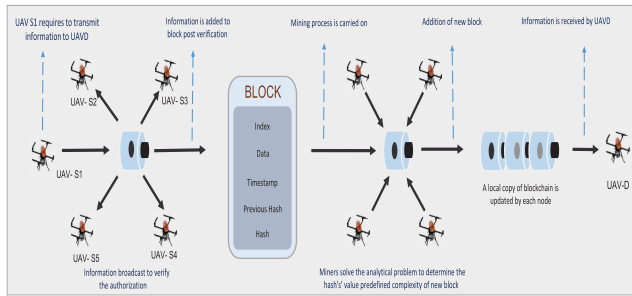 UAV S1 requires to transmit
information to UAVD
Information is added to
block post verification
Mining process is carried on
Addition of new block
Information is received by UAVD
UAV- S2
UAV- S3
UAV- S1
UAV- S5
UAV- S4
Information broadcast to verify
the authorization
BLOCK
Index
Data
Timestamp
Previous Hash
Hash
Miners solve the analytical problem to determine the
hash's' value predefined complexity of new block
A local copy of blockchain is
updated by each node
UAV-D